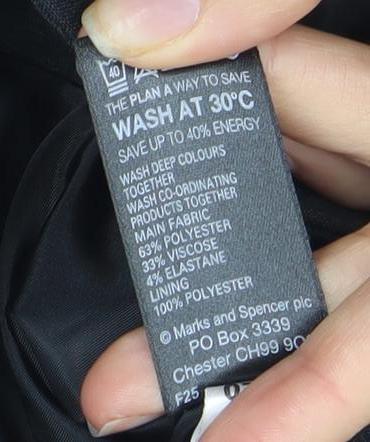 40
THE PLAN A WAY TO SAVE
WASH AT 30°C
SAVE UP TO 40% ENERGY
WASH DEEP COLOURS
TOGETHER
WASH CO-ORDINATING
PRODUCTS TOGETHER
MAIN FABRIC
63% POLYESTER
33% VISCOSE
4% ELASTANE
LINING
100% POLYESTER
© Marks and Spencer plc
PO Box 3339
Chester CH99 9Q
F25